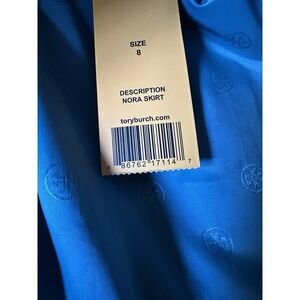 SIZE
8
DESCRIPTION
NORA SKIRT
toryburch.com
86762 17114 7